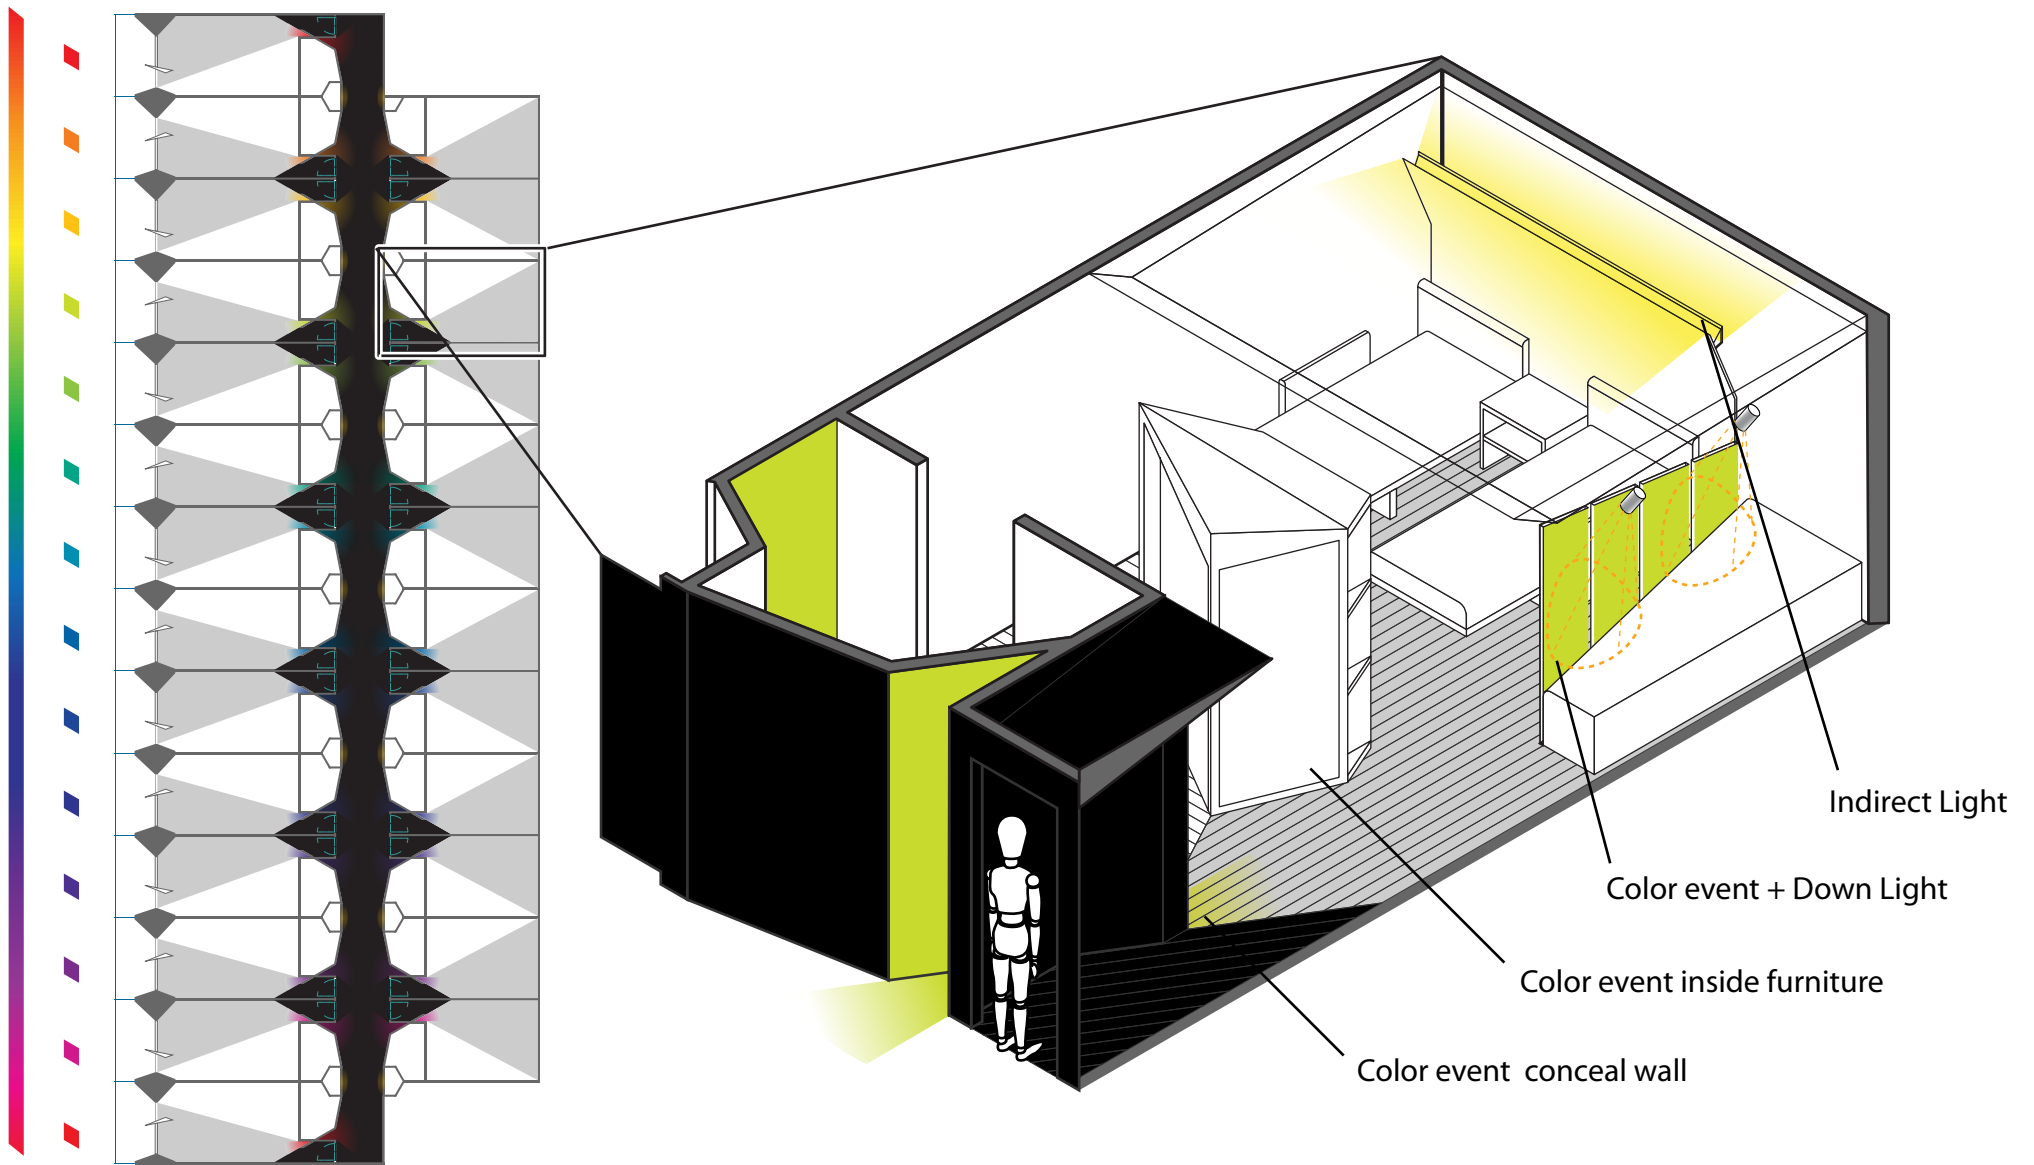 Indirect Light
Color event + Down Light
Color event inside furniture
Color event  conceal wall